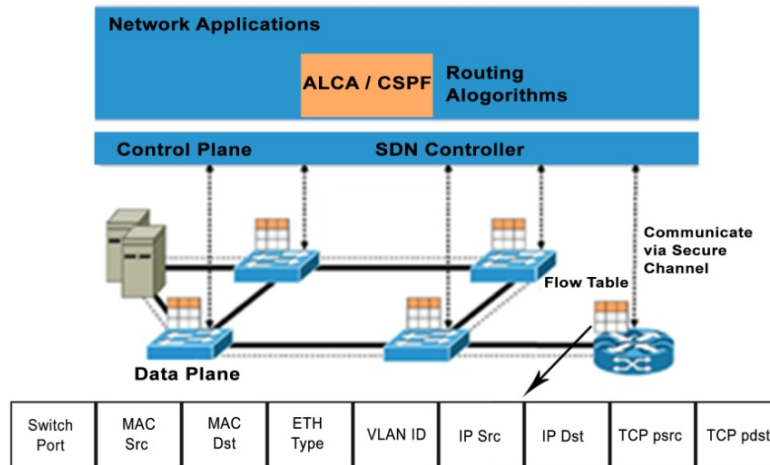 Network Applications
ALCA / CSPF
Routing
Alogorithms
Control Plane
SDN Controller
Communicate
via Secure
Channel
Flow Table
Data Plane
Switch
Port
MAC
Src
MAC
Dst
ETH
Type
VLAN ID
IP Src
IP Dst
TCP psrc
TCP pdst